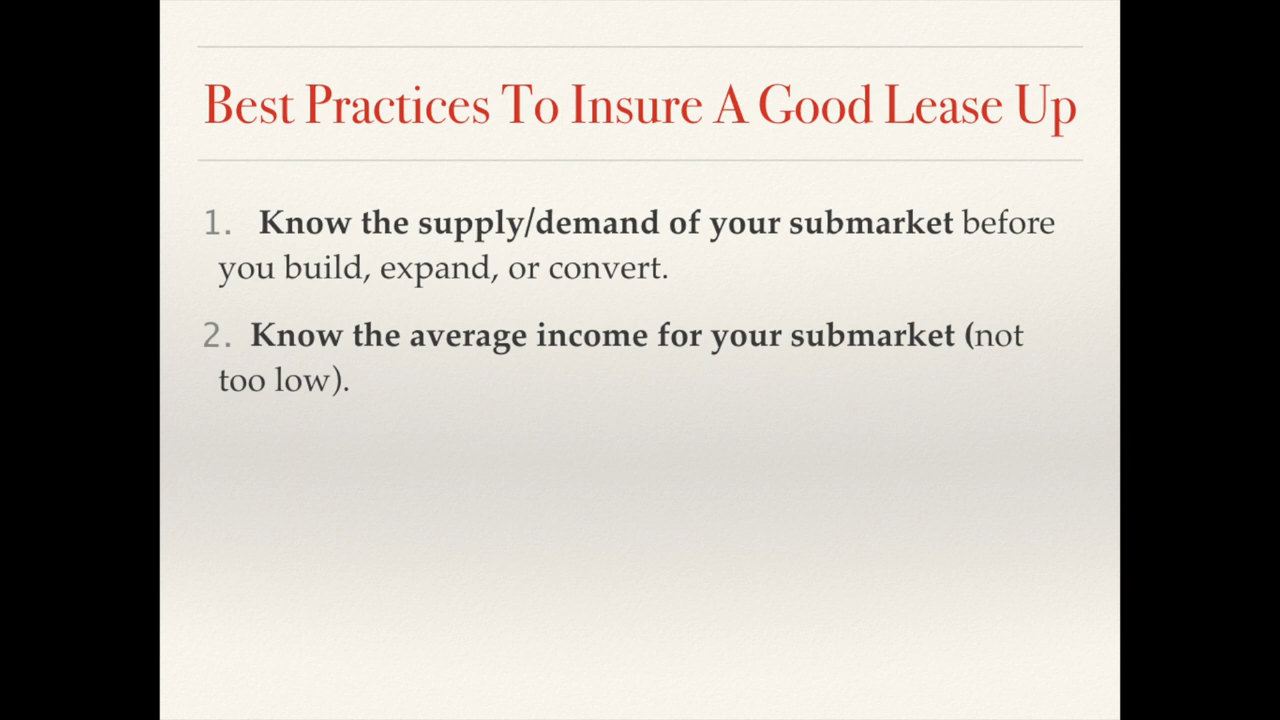 Best Practices To Insure A Good Lease Up
1. Know the supply/demand of your submarket before
you build, expand, or convert.
2. Know the average income for your submarket (not
too low).